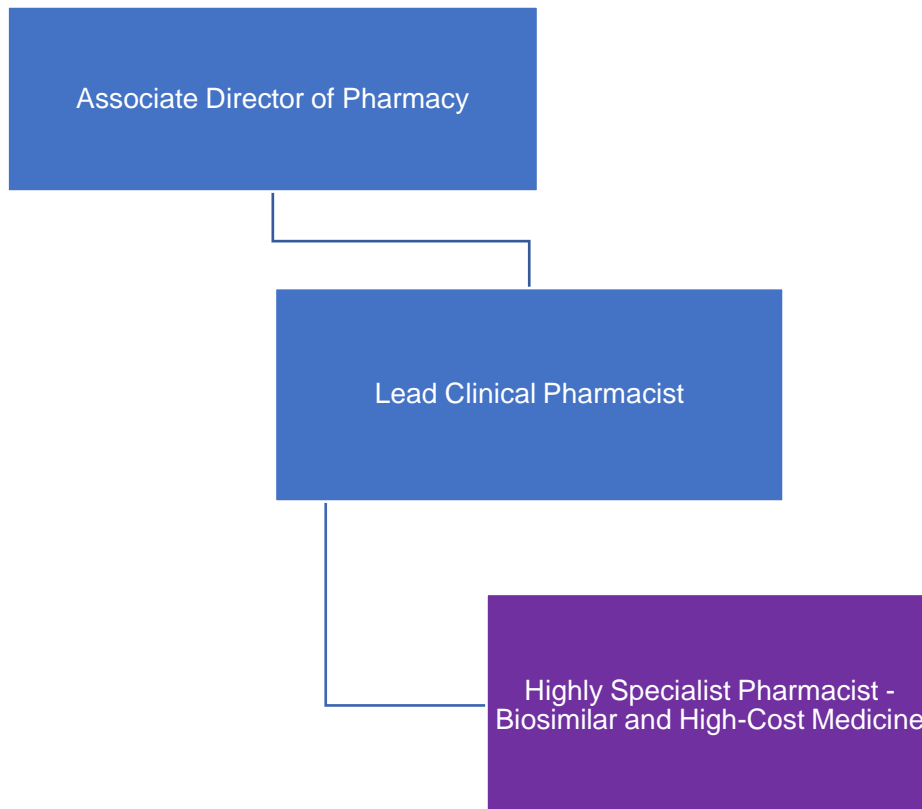 Associate Director of Pharmacy
Lead Clinical Pharmacist
Highly Specialist Pharmacist -
Biosimilar and High-Cost Medicine